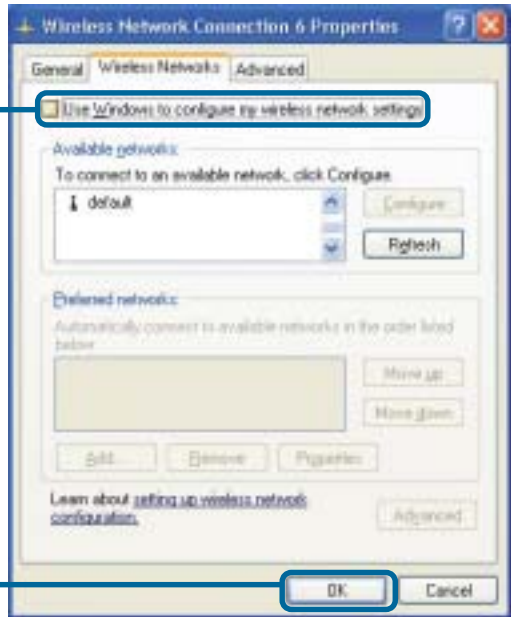 Wireless Network Connection 6 Properties
General Wireless Networks Advanced
Use Windows to configure my wireless network settings
Available networks:
To connect to an available network, click Configure.
default
Configure
Refresh
Preferred networks:
Automatically connect to available networks in the order listed
below:
Move up
Move down
Add... Remove Properties
Learn about setting up wireless network
configuration.
Advanced
OK Cancel